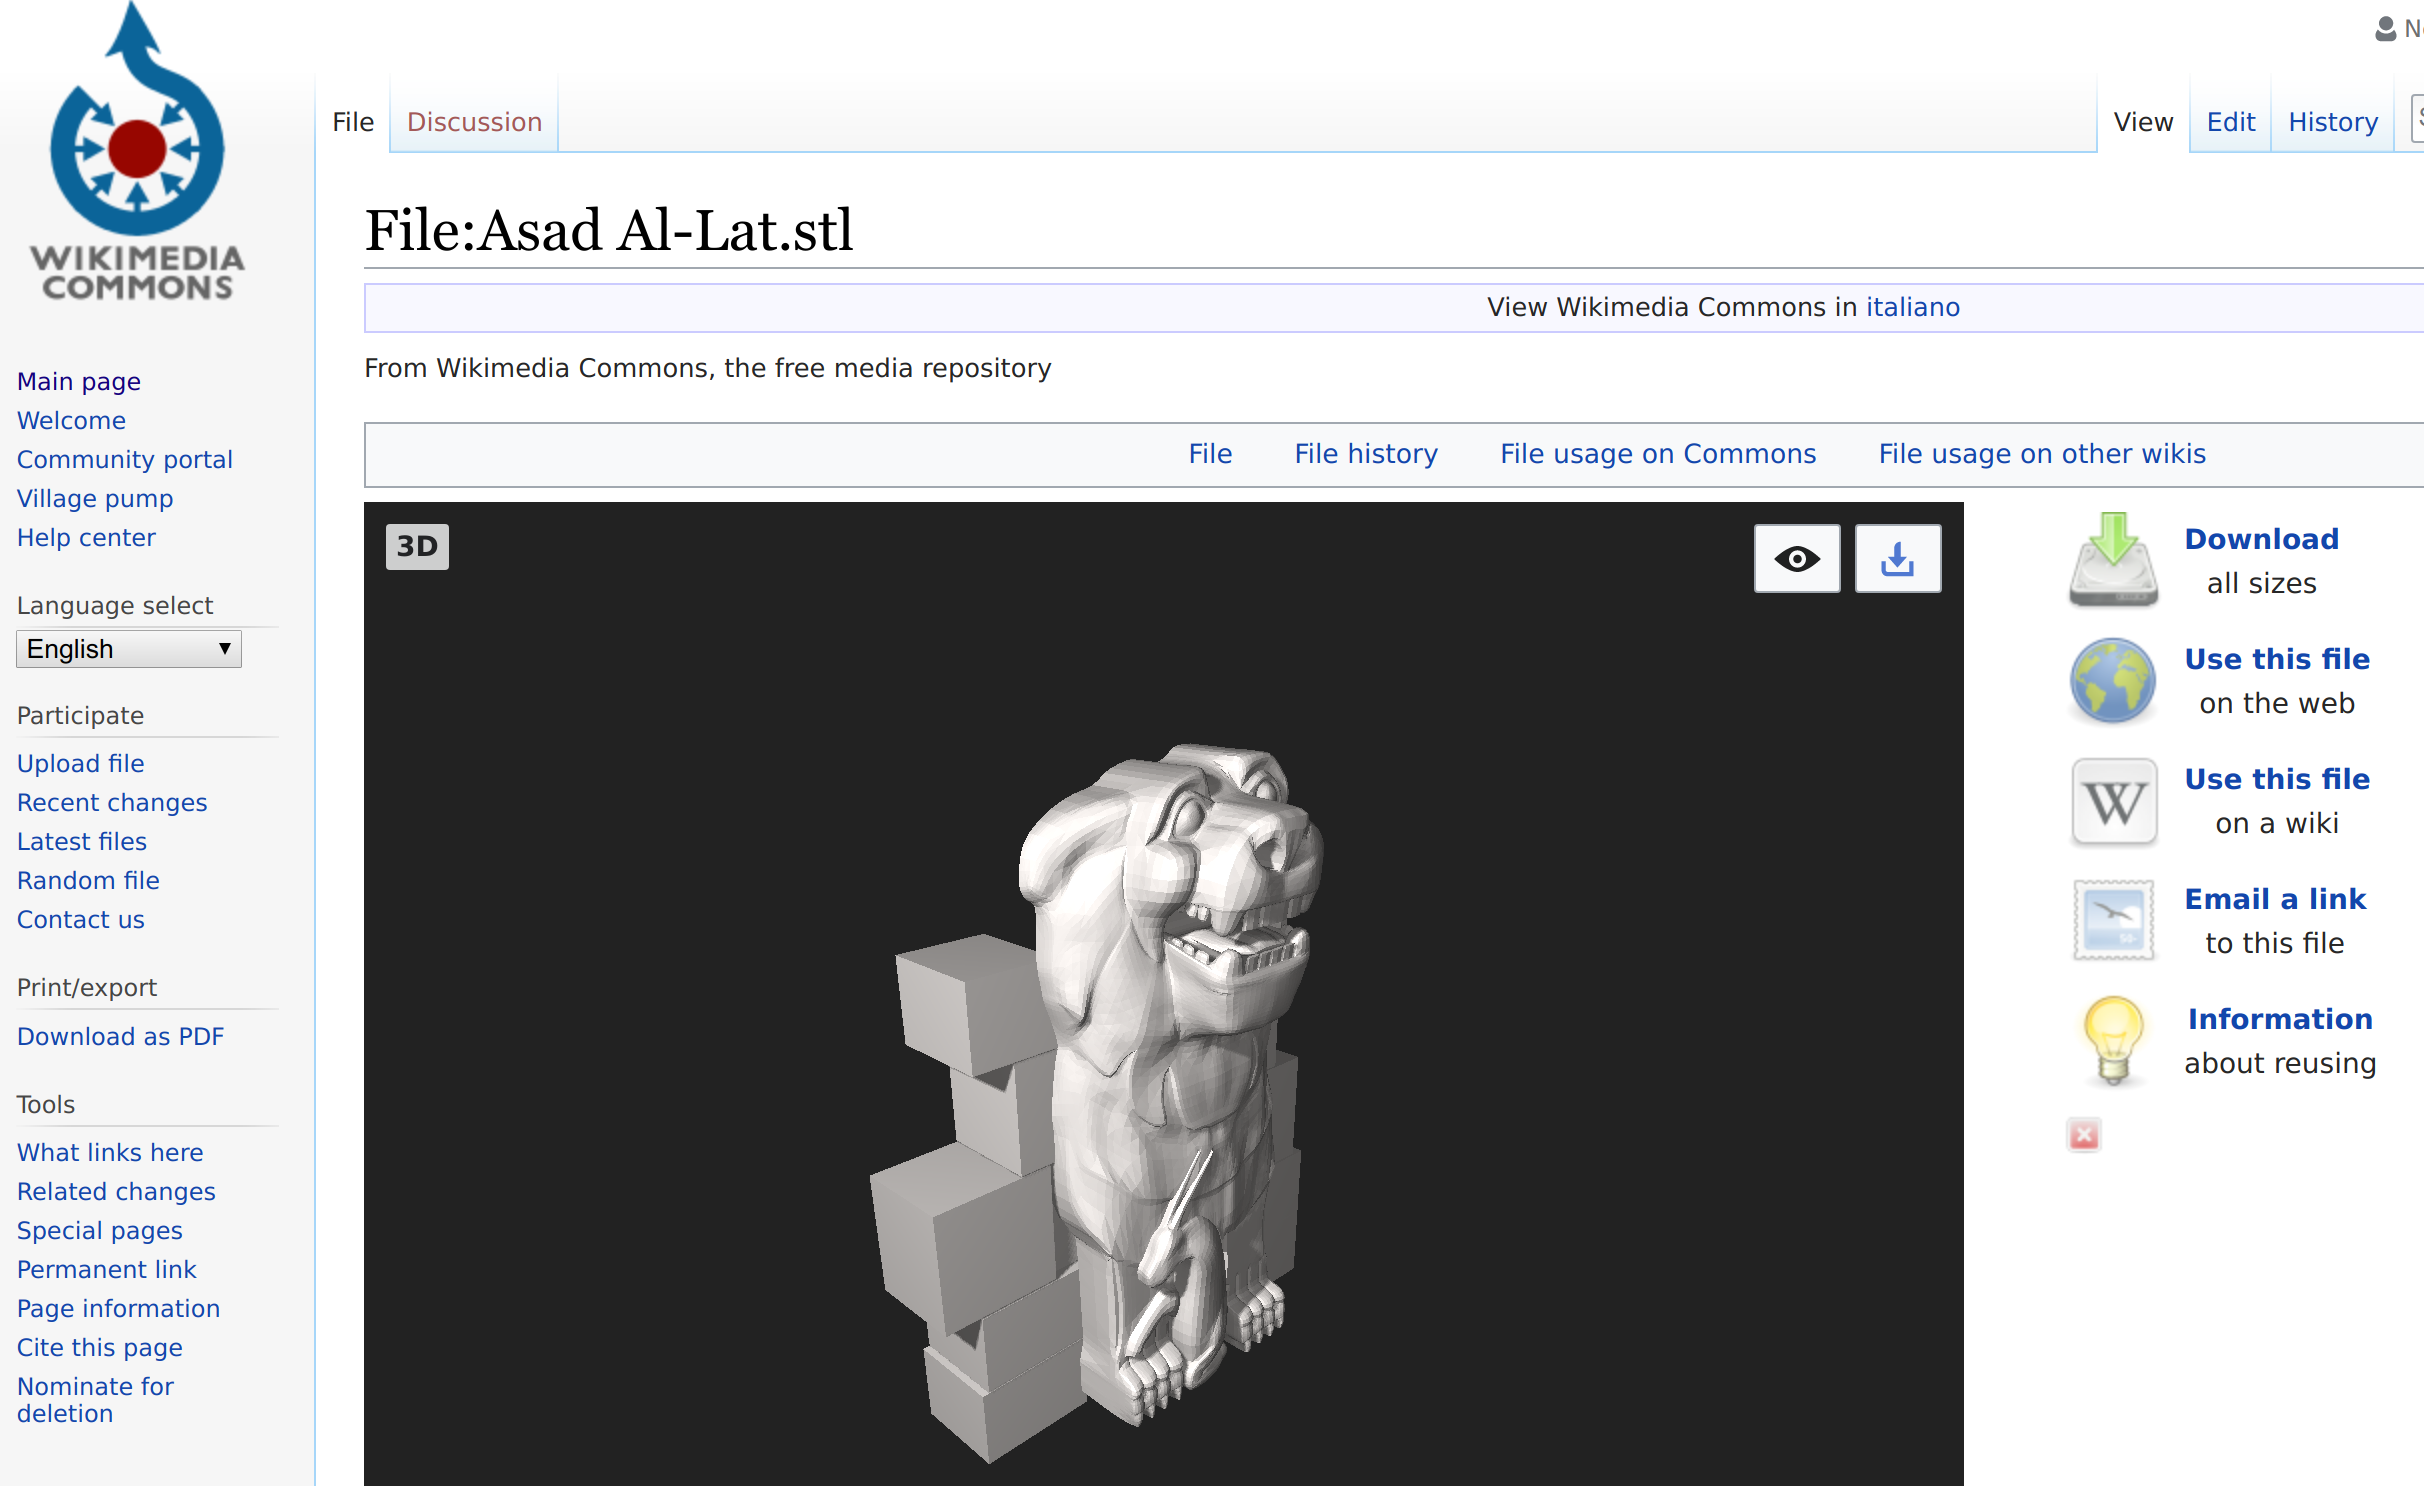 WIKIMEDIA
COMMONS
Main page
Welcome
Community portal
Village pump
Help center
Language select
English
Participate
Upload file
Recent changes
Latest files
Random file
Contact us
Print/export
Download as PDF
Tools
What links here
Related changes
Special pages
Permanent link
Page information
Cite this page
Nominate for
deletion
File Discussion
View Edit History
File:Asad Al-Lat.stl
View Wikimedia Commons in italiano
From Wikimedia Commons, the free media repository
File File history File usage on Commons File usage on other wikis
3D
Download
all sizes
Use this file
on the web
W
Use this file
on a wiki
Email a link
to this file
Information
about reusing